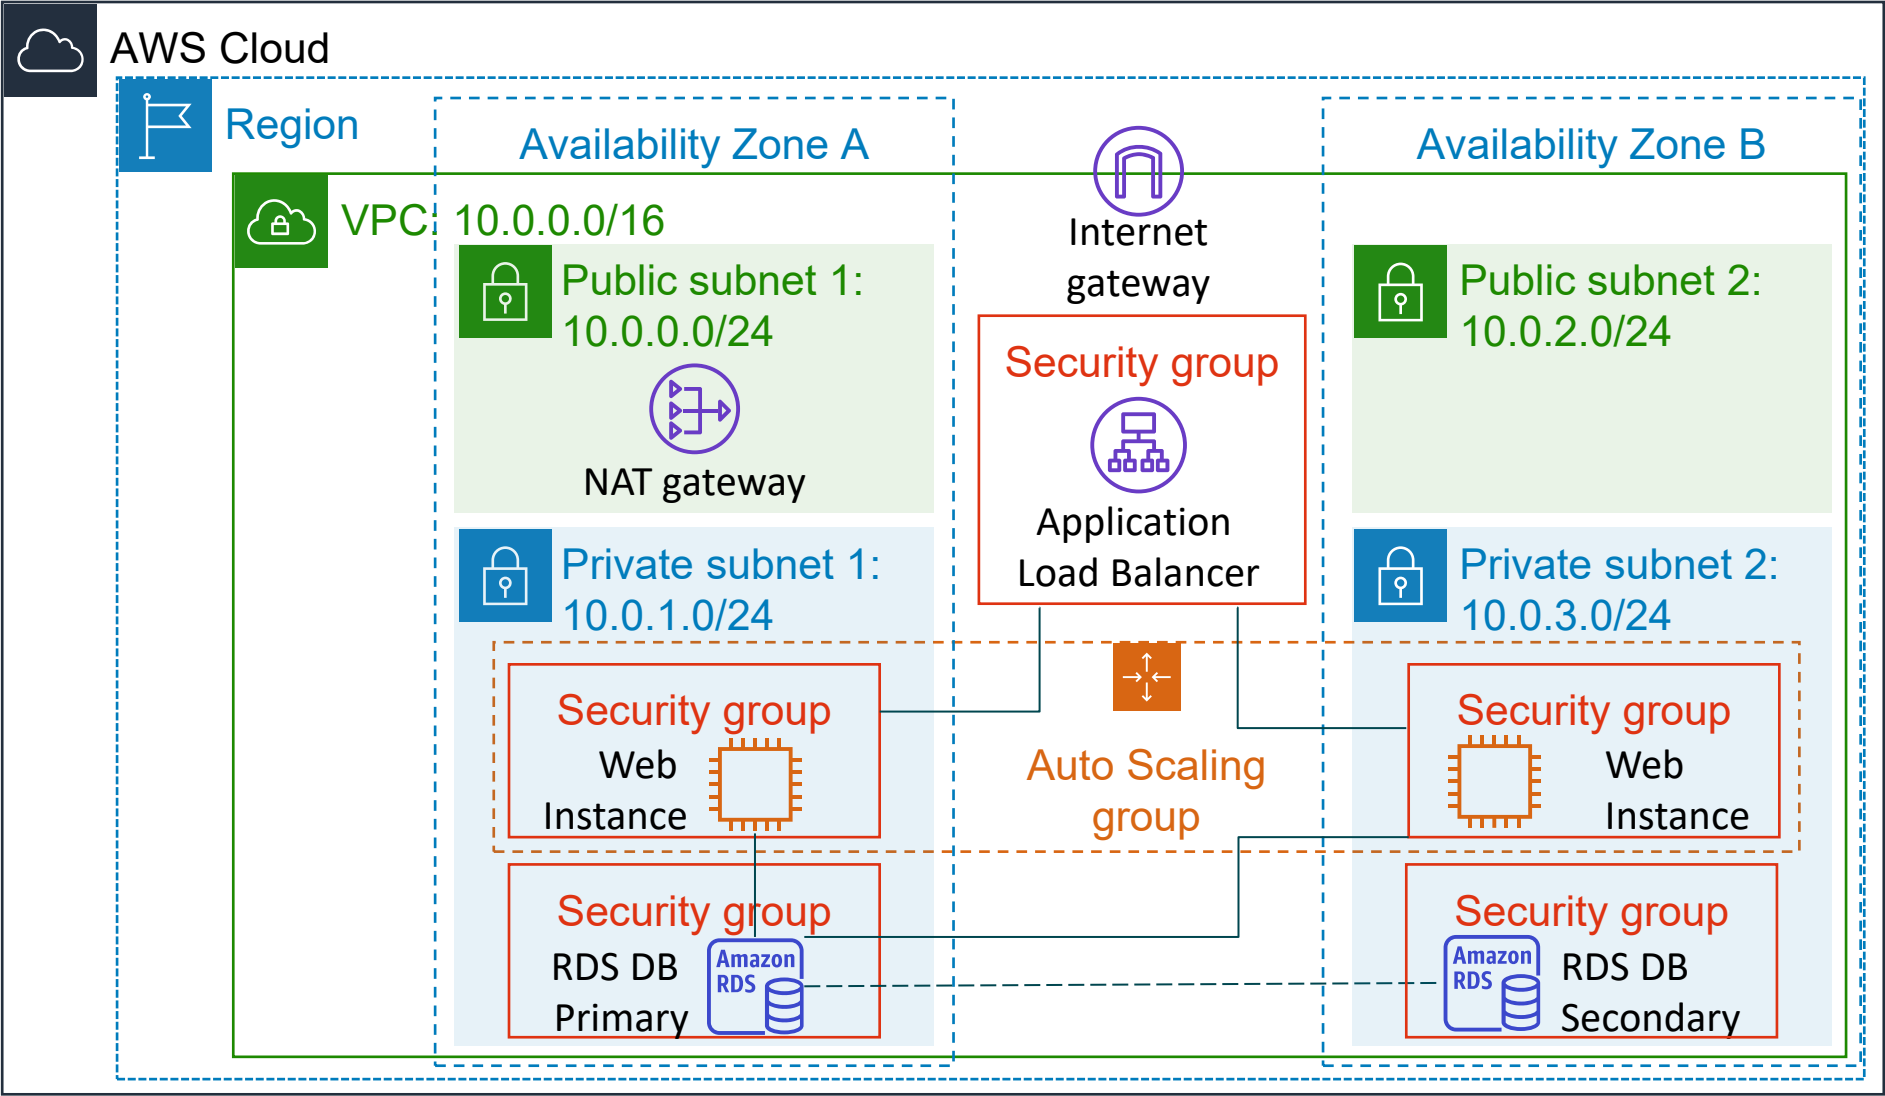 AWS Cloud
Region
Availability Zone A
Availability Zone B
VPC: 10.0.0.0/16
Internet
gateway
Public subnet 1:
10.0.0.0/24
NAT gateway
Security group
Application
Load Balancer
Public subnet 2:
10.0.2.0/24
Private subnet 1:
10.0.1.0/24
Private subnet 2:
10.0.3.0/24
Security group
Web
Instance
Auto Scaling
group
Security group
Web
Instance
Security group
RDS DB
Primary
Amazon
RDS
Security group
Amazon
RDS
RDS DB
Secondary